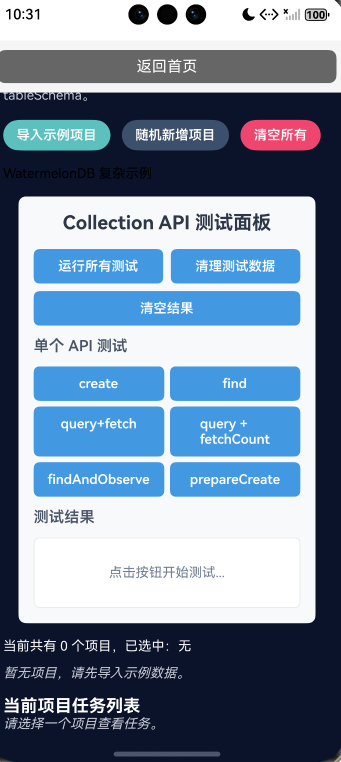 10:31
100
返回首页
tableSchema。
导入示例项目
随机新增项目
清空所有
WatermelonDB 复杂示例
Collection API 测试面板
运行所有测试
清理测试数据
清空结果
单个 API 测试
create
find
query+fetch
query +
fetchCount
findAndObserve
prepareCreate
测试结果
点击按钮开始测试...
当前共有 0 个项目，已选中：无
暂无项目，请先导入示例数据。
当前项目任务列表
请选择一个项目查看任务。